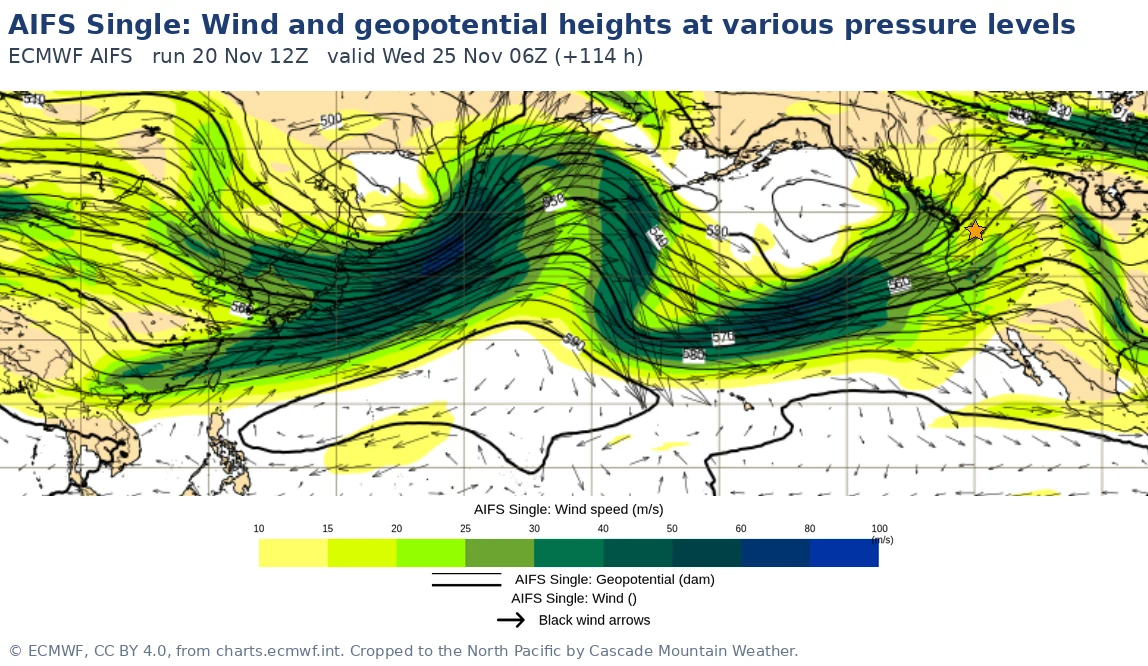 AIFS Single: Wind and geopotential heights at various pressure levels
ECMWF AIFS run 20 Nov 12Z valid Wed 25 Nov 06Z (+114 h)
500
550
540
530
560
560
570
580
590
AIFS Single: Wind speed (m/s)
10 15 20 25 30 40 50 60 80 100
(m/s)
AIFS Single: Geopotential (dam)
AIFS Single: Wind ()
Black wind arrows
© ECMWF, CC BY 4.0, from charts.ecmwf.int. Cropped to the North Pacific by Cascade Mountain Weather.